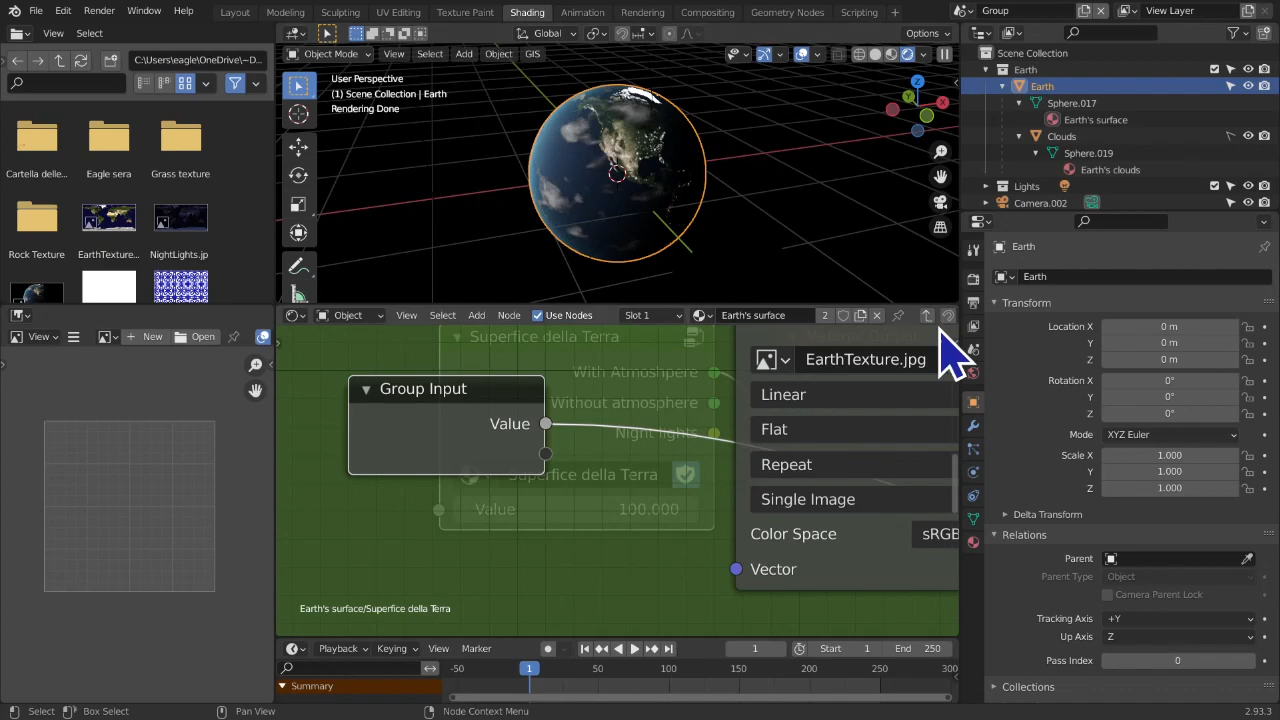 File Edit Render Window Help
Layout Modeling Sculpting UV Editing Texture Paint Shading Animation Rendering Compositing Geometry Nodes Scripting +
Group View Layer
View Select
Global Options
C:\Users\eagle\OneDrive\~D...
Object Mode View Select Add Object GIS
User Perspective
(1) Scene Collection | Earth
Rendering Done
Z
Y
X
Cartella delle... Eagle sera Grass texture
Rock Texture EarthTexture... NightLights.jp
Scene Collection
Earth
Earth
Sphere.017
Earth's surface
Clouds
Sphere.019
Earth's clouds
Lights
Camera.002
View New Open
Object View Select Add Node Use Nodes Slot 1 Earth's surface 2
Superfice della Terra
With Atmoshpere
Without atmosphere
Night lights
Superfice della Terra
Value 100.000
Group Input
Value
EarthTexture.jpg
Linear
Flat
Repeat
Single Image
Color Space sRGB
Vector
Earth's surface/Superfice della Terra
Earth
Earth
Transform
Location X 0 m
Y 0 m
Z 0 m
Rotation X 0°
Y 0°
Z 0°
Mode XYZ Euler
Scale X 1.000
Y 1.000
Z 1.000
Delta Transform
Relations
Parent
Parent Type Object
Camera Parent Lock
Tracking Axis +Y
Up Axis Z
Pass Index 0
Collections
Playback Keying View Marker 1 Start 1 End 250
-50 1 50 100 150 200 250 300
Summary
Select Box Select Pan View Node Context Menu 2.93.3